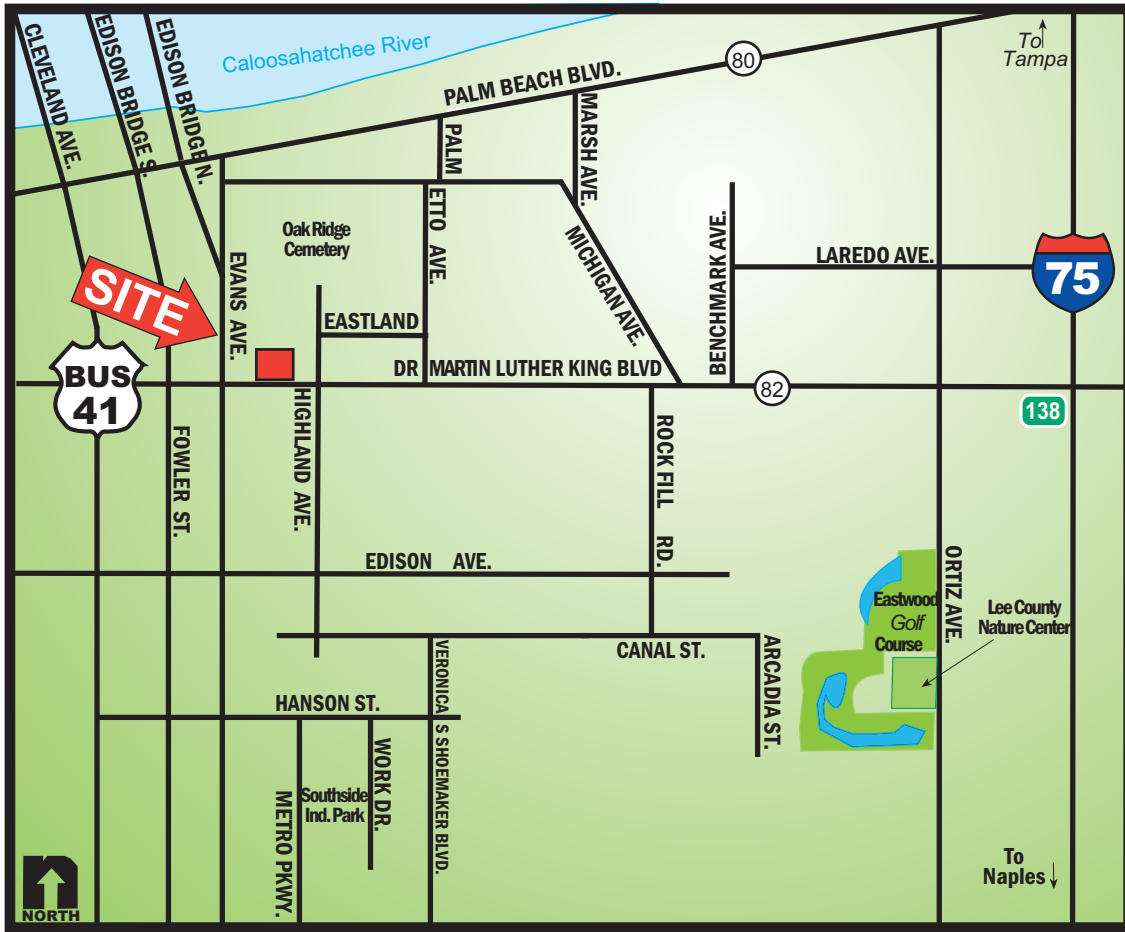 CLEVELAND AVE.
EDISON BRIDGE S.
EDISON BRIDGE N.
Caloosahatchee River
PALM BEACH BLVD.
80
To
Tampa
PALM
ETTO AVE.
MARSH AVE.
MICHIGAN AVE.
Oak Ridge
Cemetery
EVANS AVE.
SITE
EASTLAND
BENCHMARK AVE.
LAREDO AVE.
75
BUS
41
DR MARTIN LUTHER KING BLVD
82
138
FOWLER ST.
HIGHLAND AVE.
ROCK FILL RD.
EDISON AVE.
ORTIZ AVE.
Eastwood
Golf
Course
Lee County
Nature Center
CANAL ST.
ARCADIA ST.
VERONICA S SHOEMAKER BLVD.
HANSON ST.
METRO PKWY.
Southside
Ind. Park
WORK DR.
To
Naples
n
NORTH